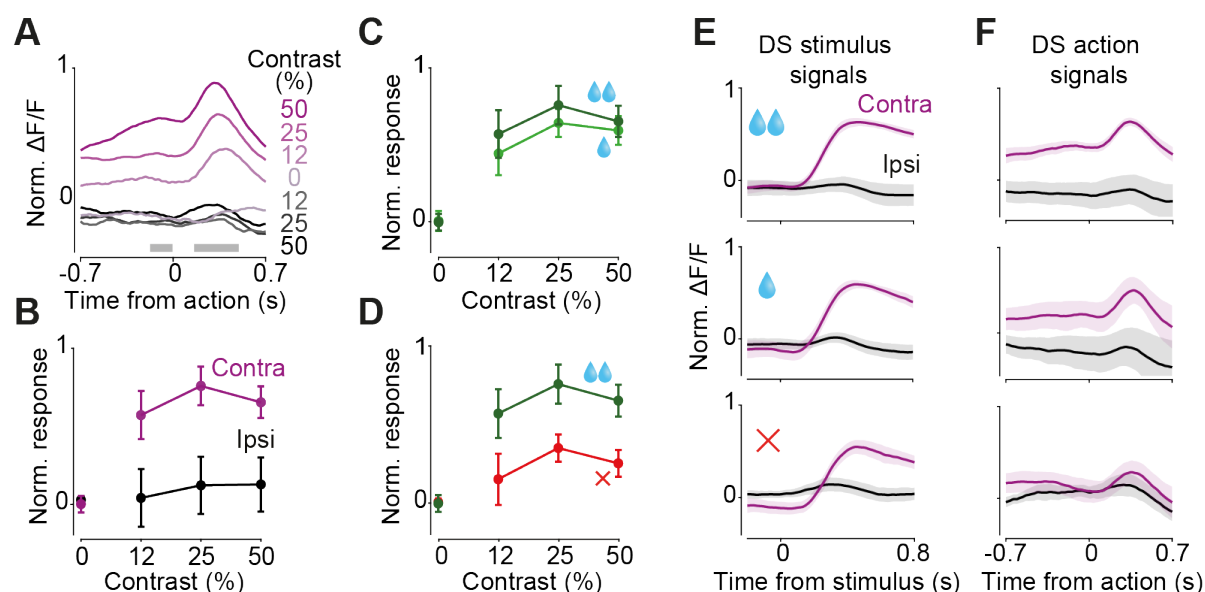 A
Contrast
(%)
1
50
25
12
0
12
25
50
0
Norm. ΔF/F
-0.7
0
0.7
Time from action (s)
B
1
Contra
Ipsi
0
Norm. response
0
12
25
50
Contrast (%)
C
1
0
Norm. response
0
12
25
50
Contrast (%)
D
1
0
Norm. response
0
12
25
50
Contrast (%)
E
DS stimulus
signals
1
Contra
Ipsi
0
1
0
Norm. ΔF/F
1
0
0
0.8
Time from stimulus (s)
F
DS action
signals
-0.7
0
0.7
Time from action (s)